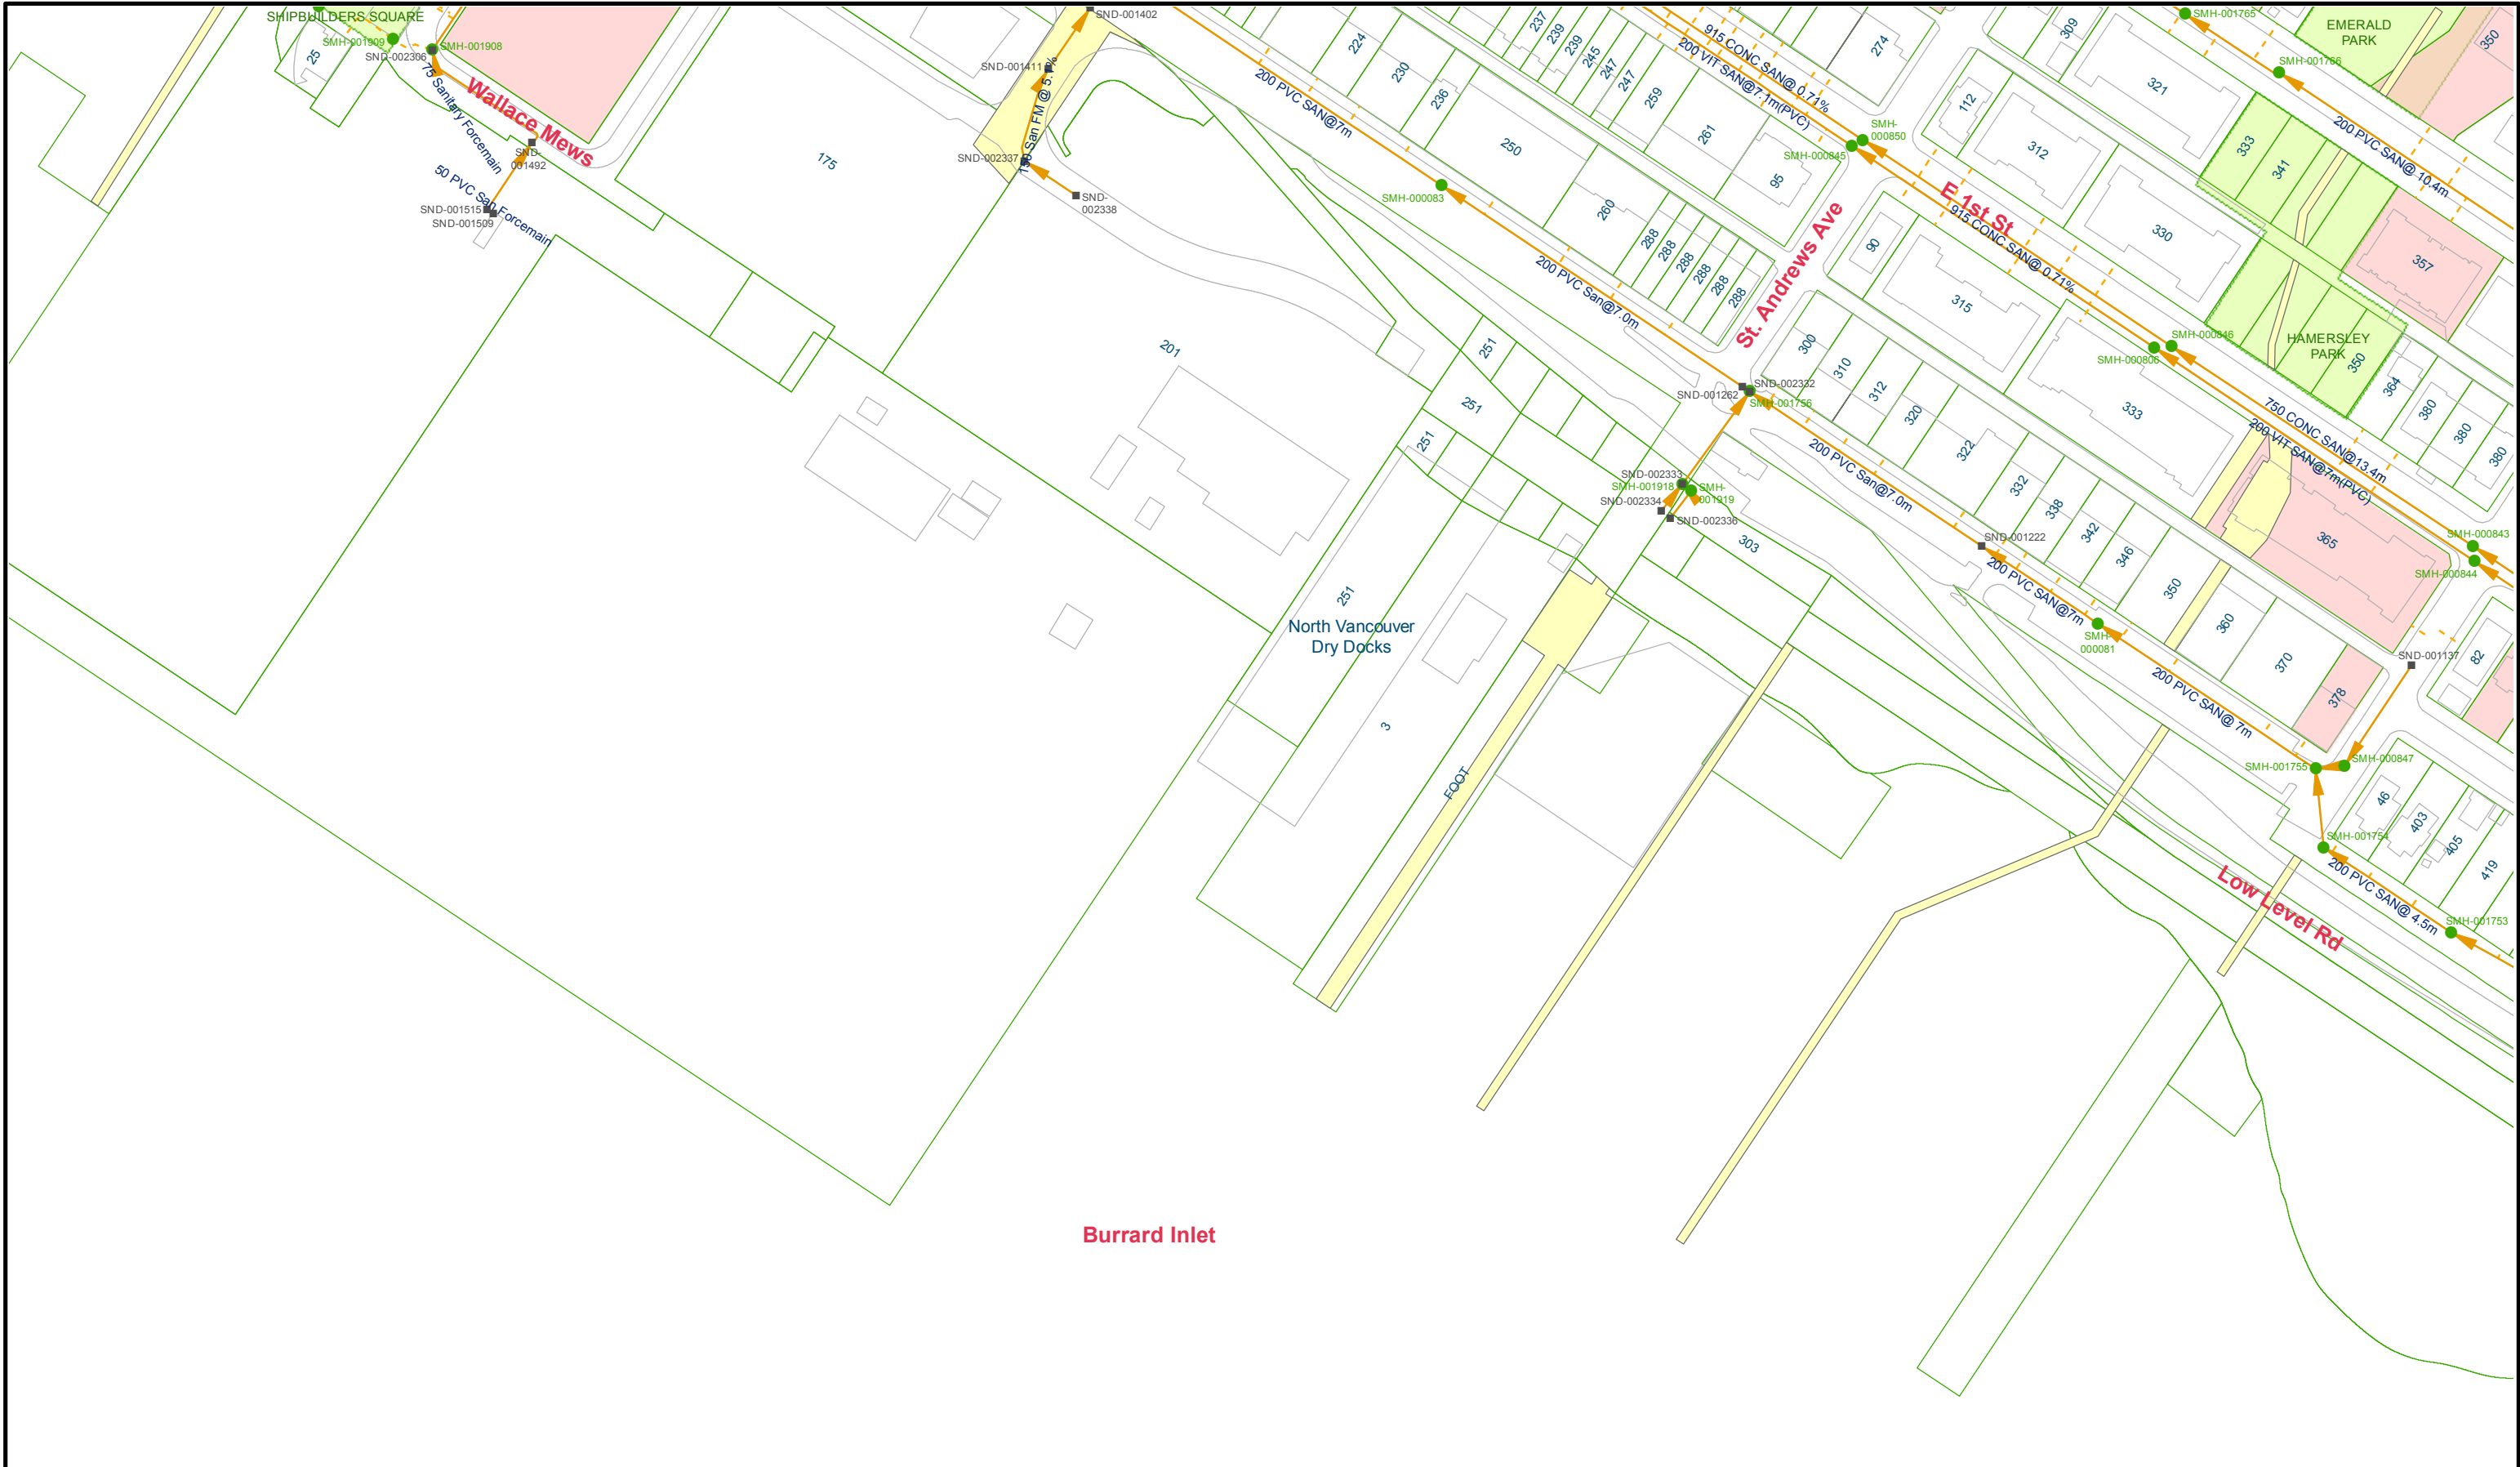 SHIPBUILDERS SQUARE
SMH-001909
SMH-001908
SND-002306
25
75 Sanitary Forcemain
Wallace Mews
SND-
001492
50 PVC San Forcemain
SND-001515
SND-001509
175
SND-001402
SND-001411
SND-002337
SND-
002338
201
200 PVC SAN@7m
224
230
236
237
239
239
245
247
247
259
261
95
250
260
288
288
288
288
288
288
SMH-000083
200 PVC San@7.0m
915 CONC SAN@ 0.71%
200 VIT SAN@7.1m(PVC)
274
SMH-
000850
SMH-000845
St. Andrews Ave
E 1st St
915 CONC SAN@ 0.71%
309
SMH-001765
SMH-001766
EMERALD
PARK
350
321
112
312
330
333
341
200 PVC SAN@ 10.4m
357
90
315
333
SMH-000846
SMH-000806
HAMERSLEY
PARK
350
364
380
380
380
750 CONC SAN@13.4m
200 VIT SAN@7m(PVC)
365
SMH-000843
SMH-000844
300
310
312
320
322
332
338
342
346
350
360
370
378
SND-002332
SND-001262
SMH-001756
200 PVC San@7.0m
SND-002333
SMH-001918
SMH-
001919
SND-002334
SND-002336
303
SND-001222
200 PVC SAN@7m
SMH-
000081
200 PVC SAN@ 7m
SND-001137
82
SMH-001755
SMH-000847
46
403
405
419
SMH-001754
200 PVC SAN@ 4.5m
SMH-001753
Low Level Rd
251
251
251
251
North Vancouver
Dry Docks
3
FOOT
Burrard Inlet